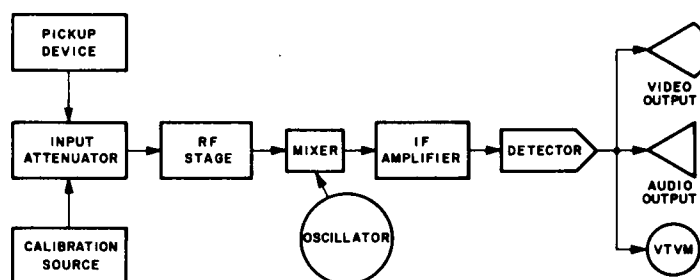 PICKUP
DEVICE
INPUT
ATTENUATOR
RF
STAGE
MIXER
IF
AMPLIFIER
DETECTOR
VIDEO
OUTPUT
AUDIO
OUTPUT
CALIBRATION
SOURCE
OSCILLATOR
VTVM